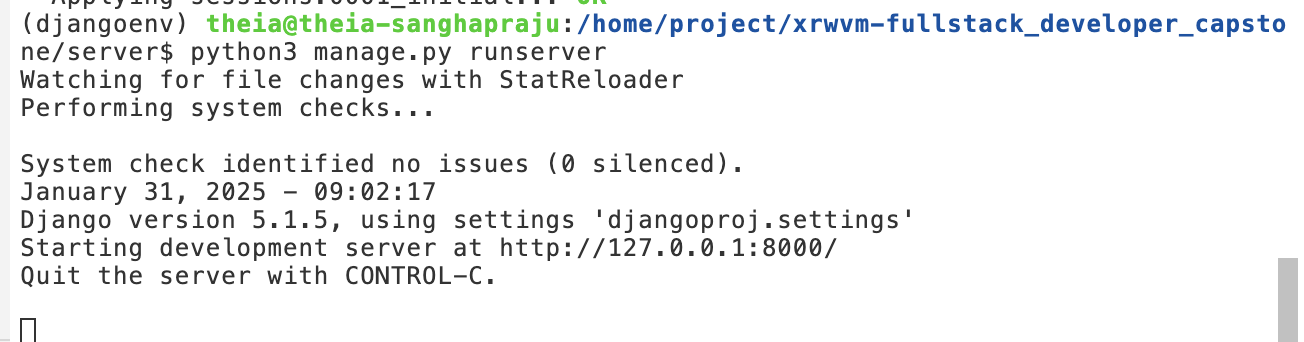 Applying sessions.0001_initial... OK
(djangoenv) theia@theia-sanghapraju:/home/project/xrwvm-fullstack_developer_capsto
ne/server$ python3 manage.py runserver
Watching for file changes with StatReloader
Performing system checks...
System check identified no issues (0 silenced).
January 31, 2025 - 09:02:17
Django version 5.1.5, using settings 'djangoproj.settings'
Starting development server at http://127.0.0.1:8000/
Quit the server with CONTROL-C.